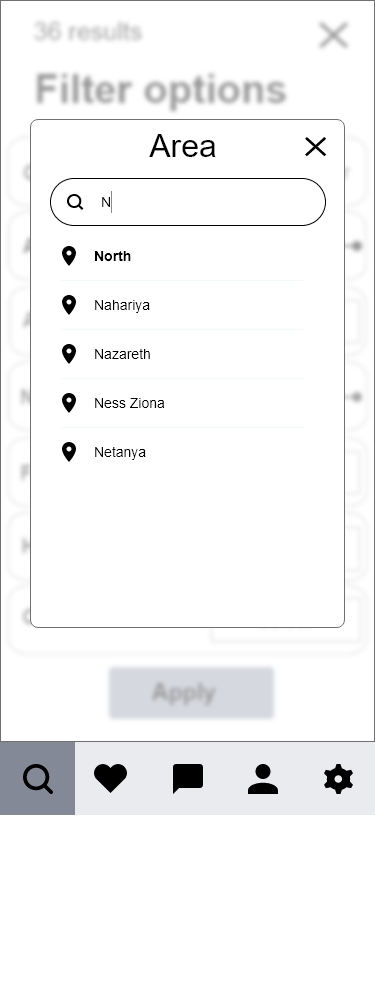 36 results
Filter options
Area
N
North
Nahariya
Nazareth
Ness Ziona
Netanya
Apply